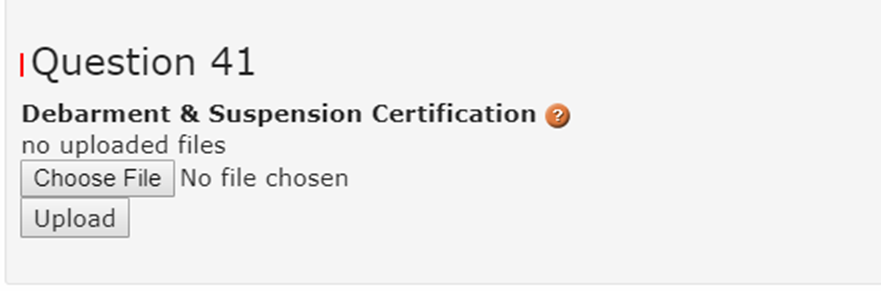 Question 41
Debarment & Suspension Certification ?
no uploaded files
Choose File No file chosen
Upload